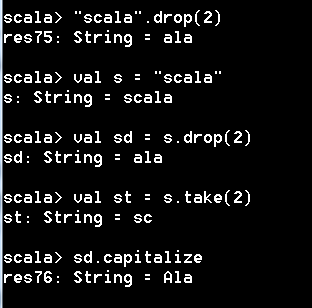 scala> "scala".drop(2)
res75: String = ala
scala> val s = "scala"
s: String = scala
scala> val sd = s.drop(2)
sd: String = ala
scala> val st = s.take(2)
st: String = sc
scala> sd.capitalize
res76: String = Ala